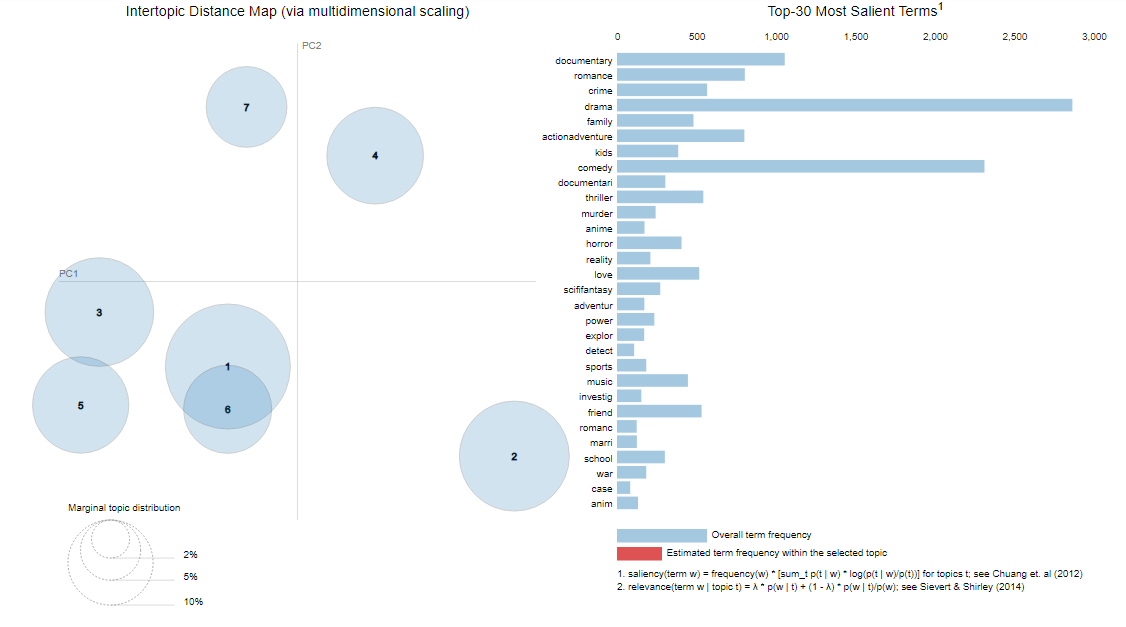 Intertopic Distance Map (via multidimensional scaling)
PC2
PC1
7
4
3
1
5
6
2
Marginal topic distribution
2%
5%
10%
Top-30 Most Salient Terms1
0 500 1,000 1,500 2,000 2,500 3,000
documentary
romance
crime
drama
family
actionadventure
kids
comedy
documentari
thriller
murder
anime
horror
reality
love
scififantasy
adventur
power
explor
detect
sports
music
investig
friend
romanc
marri
school
war
case
anim
Overall term frequency
Estimated term frequency within the selected topic
1. saliency(term w) = frequency(w) * [sum_t p(t | w) * log(p(t | w)/p(t))] for topics t; see Chuang et. al (2012)
2. relevance(term w | topic t) = λ * p(w | t) + (1 - λ) * p(w | t)/p(w); see Sievert & Shirley (2014)